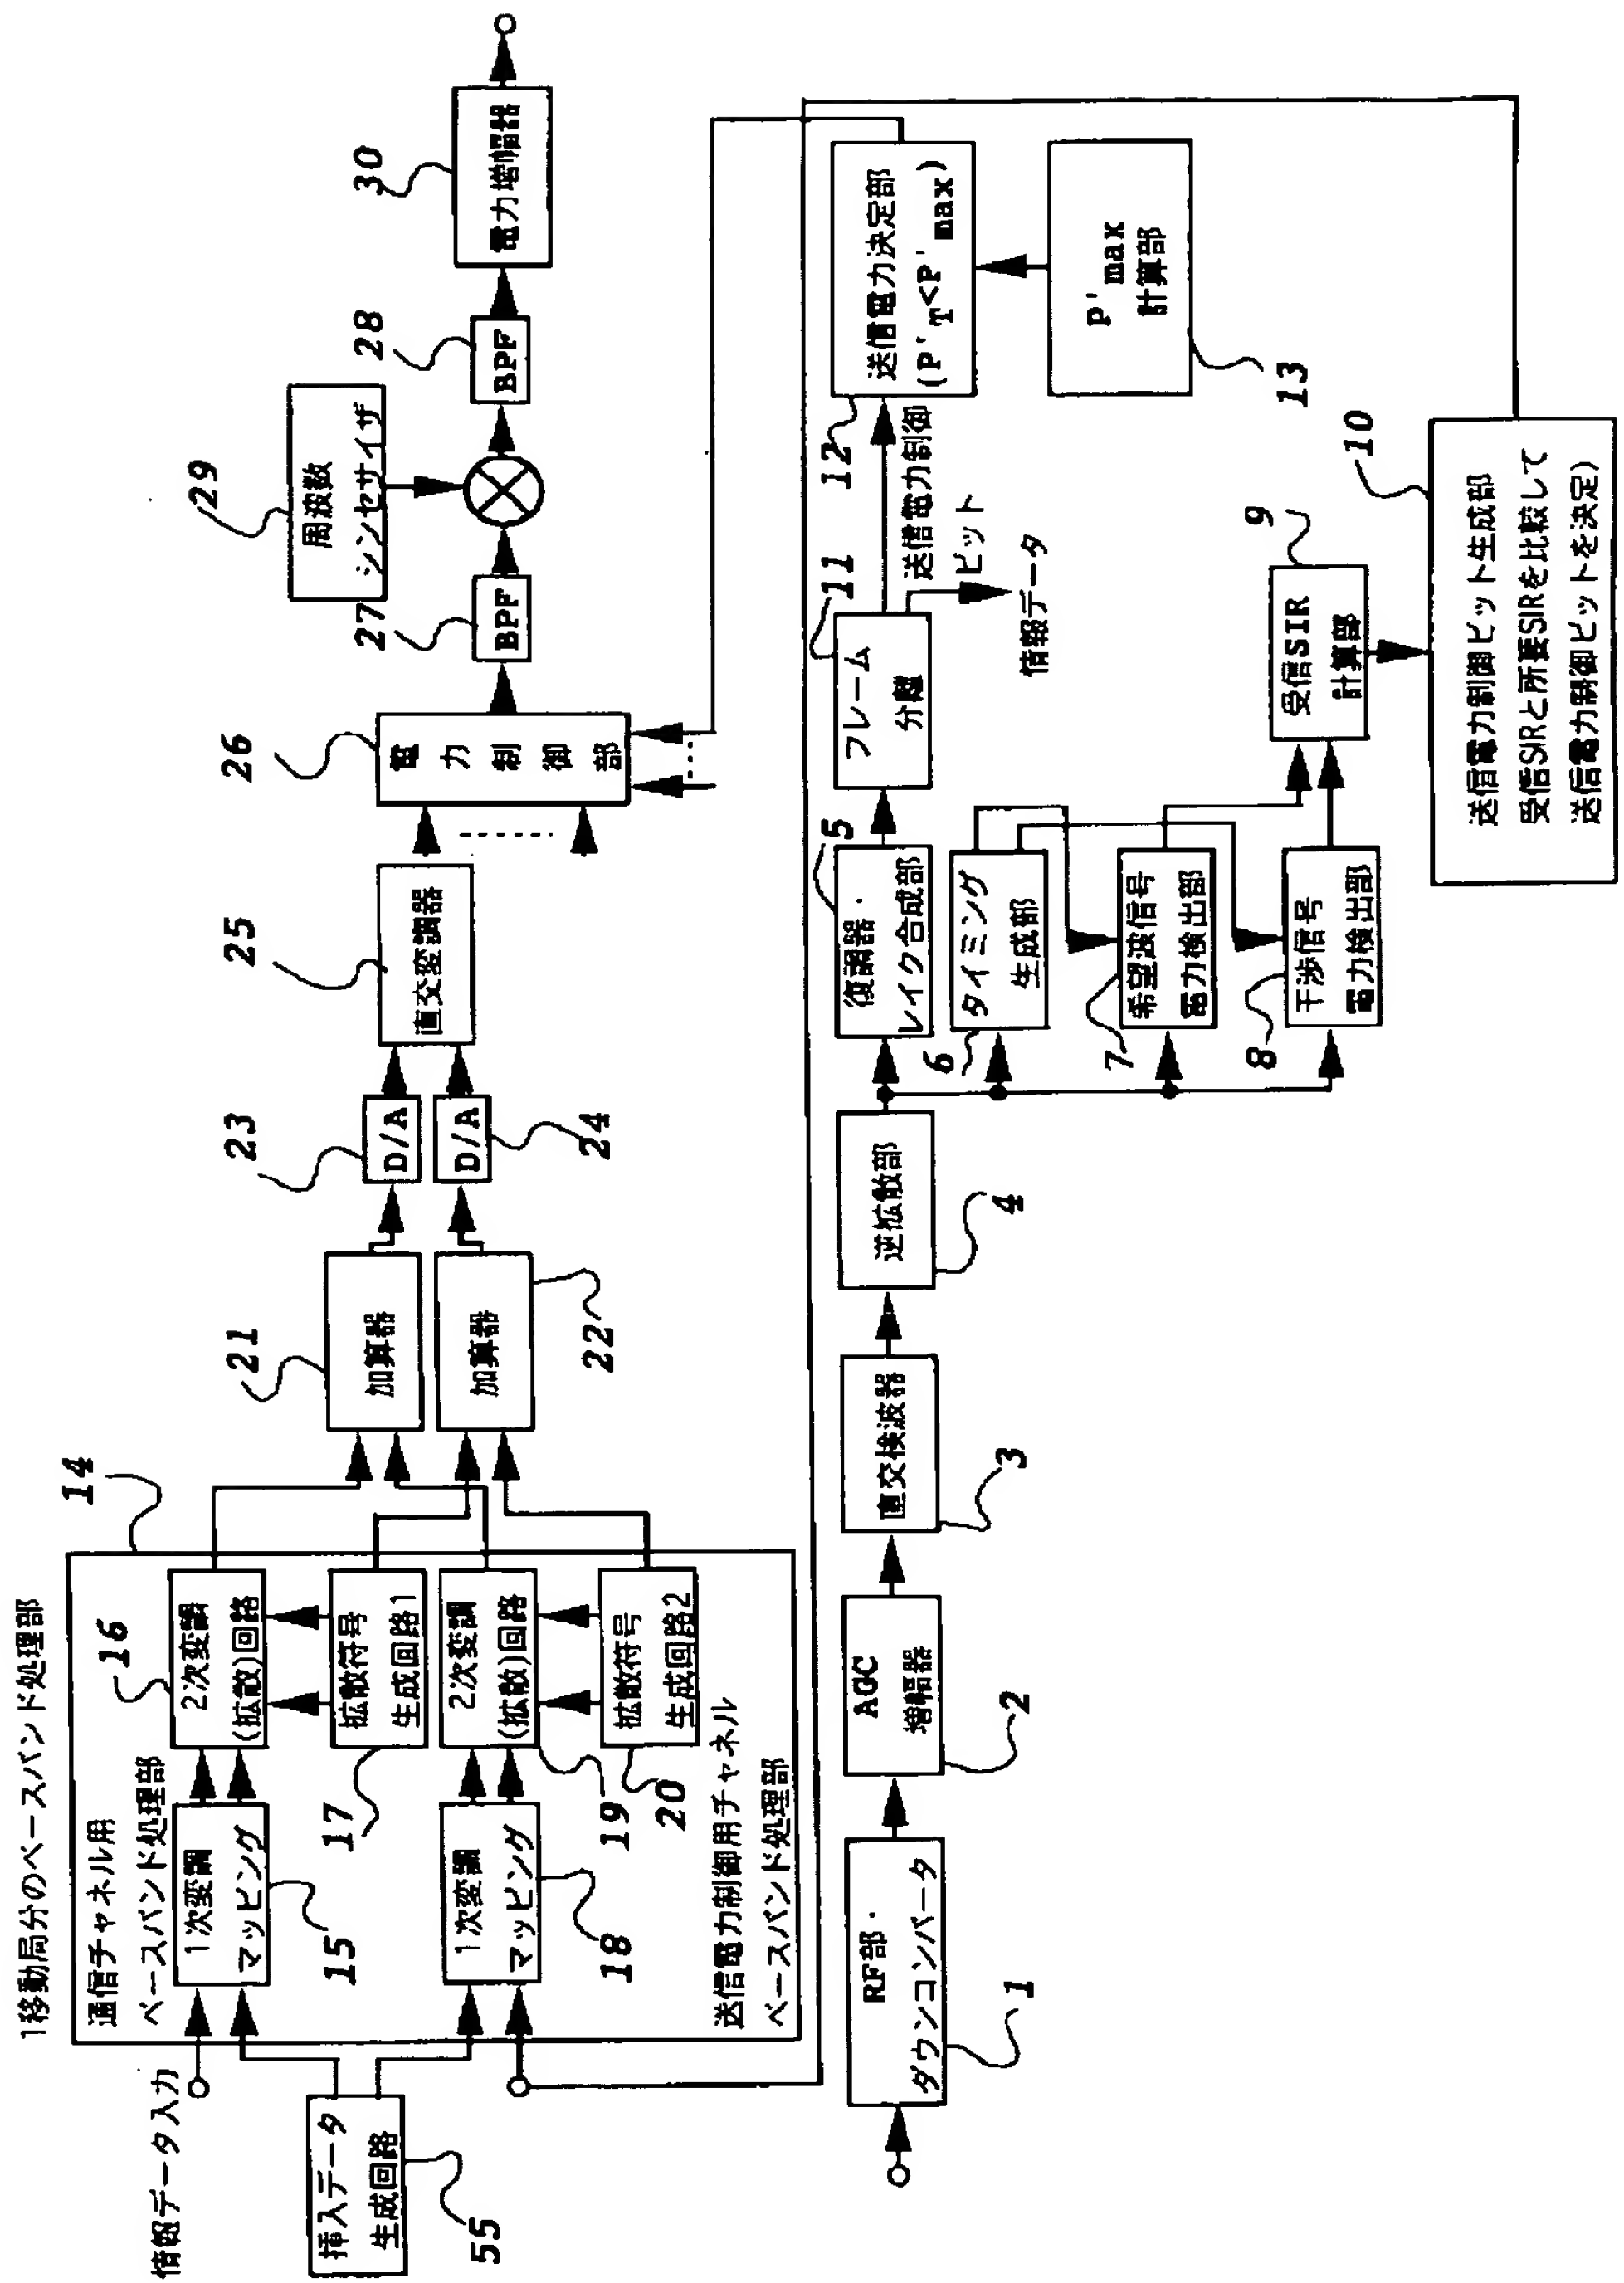 1移動局分のベースバンド処理部
14
通信チャネル用
ベースバンド処理部
情報データ入力
挿入データ
生成回路
55
1次変調
マッピング
15
2次変調
(拡散)回路
16
拡散符号
生成回路1
17
1次変調
マッピング
18
2次変調
(拡散)回路
19
拡散符号
生成回路2
20
送信電力制御用チャネル
ベースバンド処理部
加算器
21
加算器
22
D/A
23
D/A
24
直交変調器
25
電力制御部
26
BPF
27
周波数
シンセサイザ
29
BPF
28
電力増幅器
30
RF部・
ダウンコンバータ
1
AGC
増幅器
2
直交検波器
3
逆拡散部
4
復調器・
レイク合成部
5
タイミング
生成部
6
希望波信号
電力検出部
7
干渉信号
電力検出部
8
受信SIR
計算部
9
送信電力制御ビット生成部
受信SIRと所要SIRを比較して
送信電力制御ビットを決定)
10
フレーム
分離
11
送信電力制御
ビット
情報データ
送信電力決定部
(P'T<P'max)
12
P'max
計算部
13